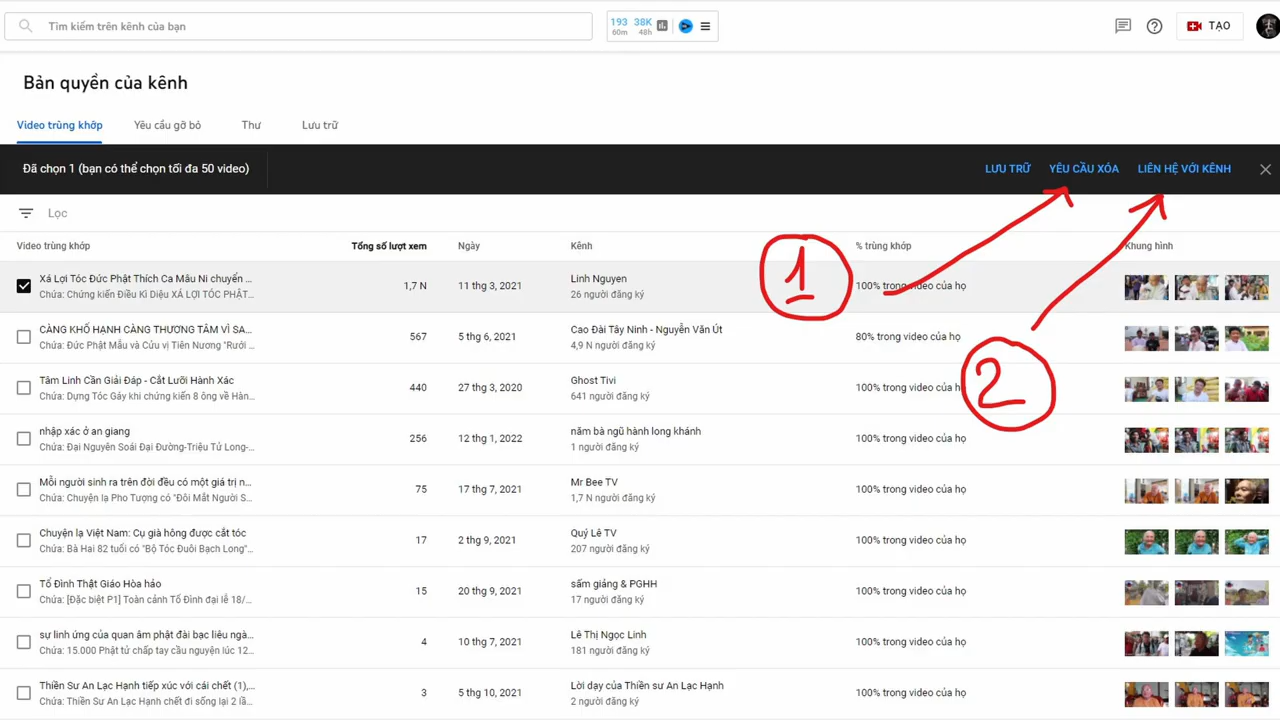 Tìm kiếm trên kênh của bạn
193 38K
60m 48h
TẠO
Bản quyền của kênh
Video trùng khớp Yêu cầu gỡ bỏ Thư Lưu trữ
Đã chọn 1 (bạn có thể chọn tối đa 50 video) LƯU TRỮ YÊU CẦU XÓA LIÊN HỆ VỚI KÊNH
Lọc
Video trùng khớp Tổng số lượt xem Ngày Kênh % trùng khớp Khung hình
Xá Lợi Tóc Đức Phật Thích Ca Mâu Ni chuyển ... 1,7 N 11 thg 3, 2021 Linh Nguyen 100% trong video của họ
Chứa: Chứng kiến Điều Kì Diệu XÁ LỢI TÓC PHẬT... 26 người đăng ký
1
CÀNG KHỔ HẠNH CÀNG THƯƠNG TÂM VÌ SA... 567 5 thg 6, 2021 Cao Đài Tây Ninh - Nguyễn Văn Út 80% trong video của họ
Chứa: Đức Phật Mẫu và Cửu vị Tiên Nương "Rưới ... 4,9 N người đăng ký
Tâm Linh Cần Giải Đáp - Cắt Lưỡi Hành Xác 440 27 thg 3, 2020 Ghost Tivi 100% trong video của họ
Chứa: Dựng Tóc Gáy khi chứng kiến 8 ông về Hàn... 641 người đăng ký
2
nhập xác ở an giang 256 12 thg 1, 2022 năm bà ngũ hành long khánh 100% trong video của họ
Chứa: Đại Nguyên Soái Đại Đường-Triệu Tử Long-... 1 người đăng ký
Mỗi người sinh ra trên đời đều có một giá trị n... 75 17 thg 7, 2021 Mr Bee TV 100% trong video của họ
Chứa: Chuyện lạ Pho Tượng có "Đôi Mắt Người S... 1,7 N người đăng ký
Chuyện lạ Việt Nam: Cụ già hông được cắt tóc 17 2 thg 9, 2021 Quý Lê TV 100% trong video của họ
Chứa: Bà Hai 82 tuổi có "Bộ Tóc Đuôi Bạch Long"... 207 người đăng ký
Tổ Đình Thật Giáo Hòa hảo 15 20 thg 9, 2021 sấm giảng & PGHH 100% trong video của họ
Chứa: [Đặc biệt P1] Toàn cảnh Tổ Đình đại lễ 18/... 17 người đăng ký
sự linh ứng của quan âm phật đài bạc liêu ngà... 4 10 thg 7, 2021 Lê Thị Ngọc Linh 100% trong video của họ
Chứa: 15.000 Phật tử chắp tay cầu nguyện lúc 12... 181 người đăng ký
Thiền Sư An Lạc Hạnh tiếp xúc với cái chết (1),... 3 5 thg 10, 2021 Lời dạy của Thiền sư An Lạc Hạnh 100% trong video của họ
Chứa: Thiền Sư An Lạc Hạnh chết đi sống lại 2 lầ... 2 người đăng ký